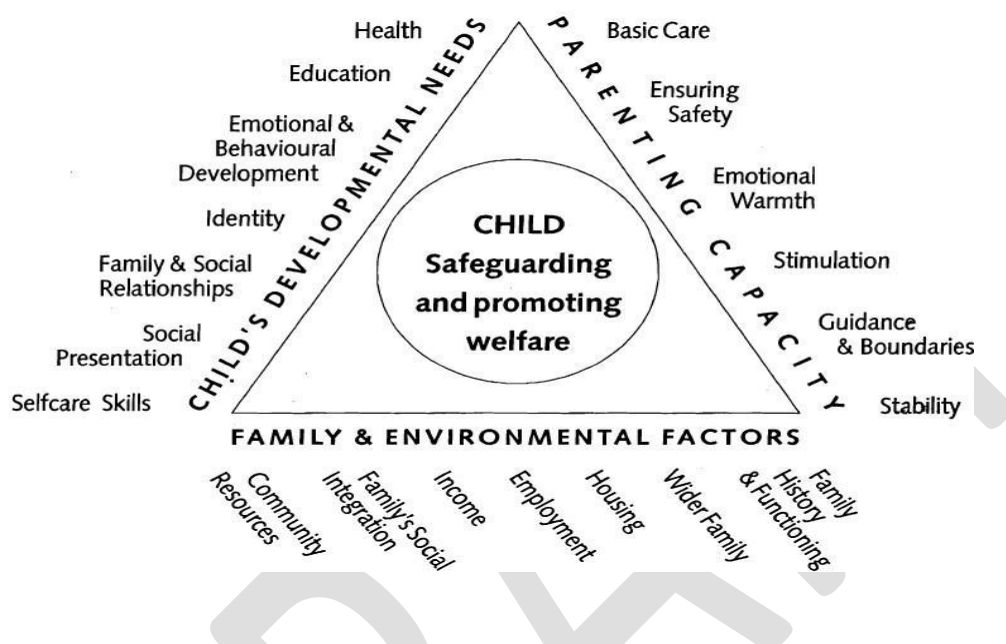 Health
Education
Emotional &
Behavioural
Development
Identity
Family & Social
Relationships
Social
Presentation
Selfcare Skills
CHILD'S DEVELOPMENTAL NEEDS
PARENTING CAPACITY
Basic Care
Ensuring
Safety
Emotional
Warmth
Stimulation
Guidance
& Boundaries
Stability
CHILD
Safeguarding
and promoting
welfare
FAMILY & ENVIRONMENTAL FACTORS
Community
Resources
Family's Social
Integration
Income
Employment
Housing
Wider Family
Family
History
& Functioning